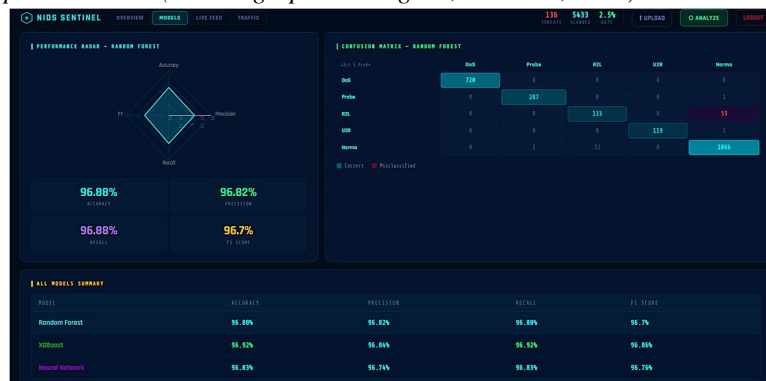 NIDS SENTINEL OVERVIEW MODELS LIVE FEED TRAFFIC 136 THREATS 5433 SCANNED 2.5% RATE UPLOAD ANALYZE LOGOUT
PERFORMANCE RADAR — RANDOM FOREST
Accuracy
F1 Precision
Recall
96.88% ACCURACY
96.82% PRECISION
96.88% RECALL
96.7% F1 SCORE
CONFUSION MATRIX — RANDOM FOREST
DoS Probe R2L U2R Norma
DoS 720 0 0 0 0
Probe 0 287 0 0 1
R2L 0 0 133 0 59
U2R 0 0 0 119 1
Norma 0 2 12 0 1066
Correct Misclassified
ALL MODELS SUMMARY
MODEL ACCURACY PRECISION RECALL F1 SCORE
Random Forest 96.88% 96.82% 96.88% 96.7%
XGBoost 96.92% 96.84% 96.92% 96.86%
Neural Network 96.83% 96.74% 96.83% 96.76%